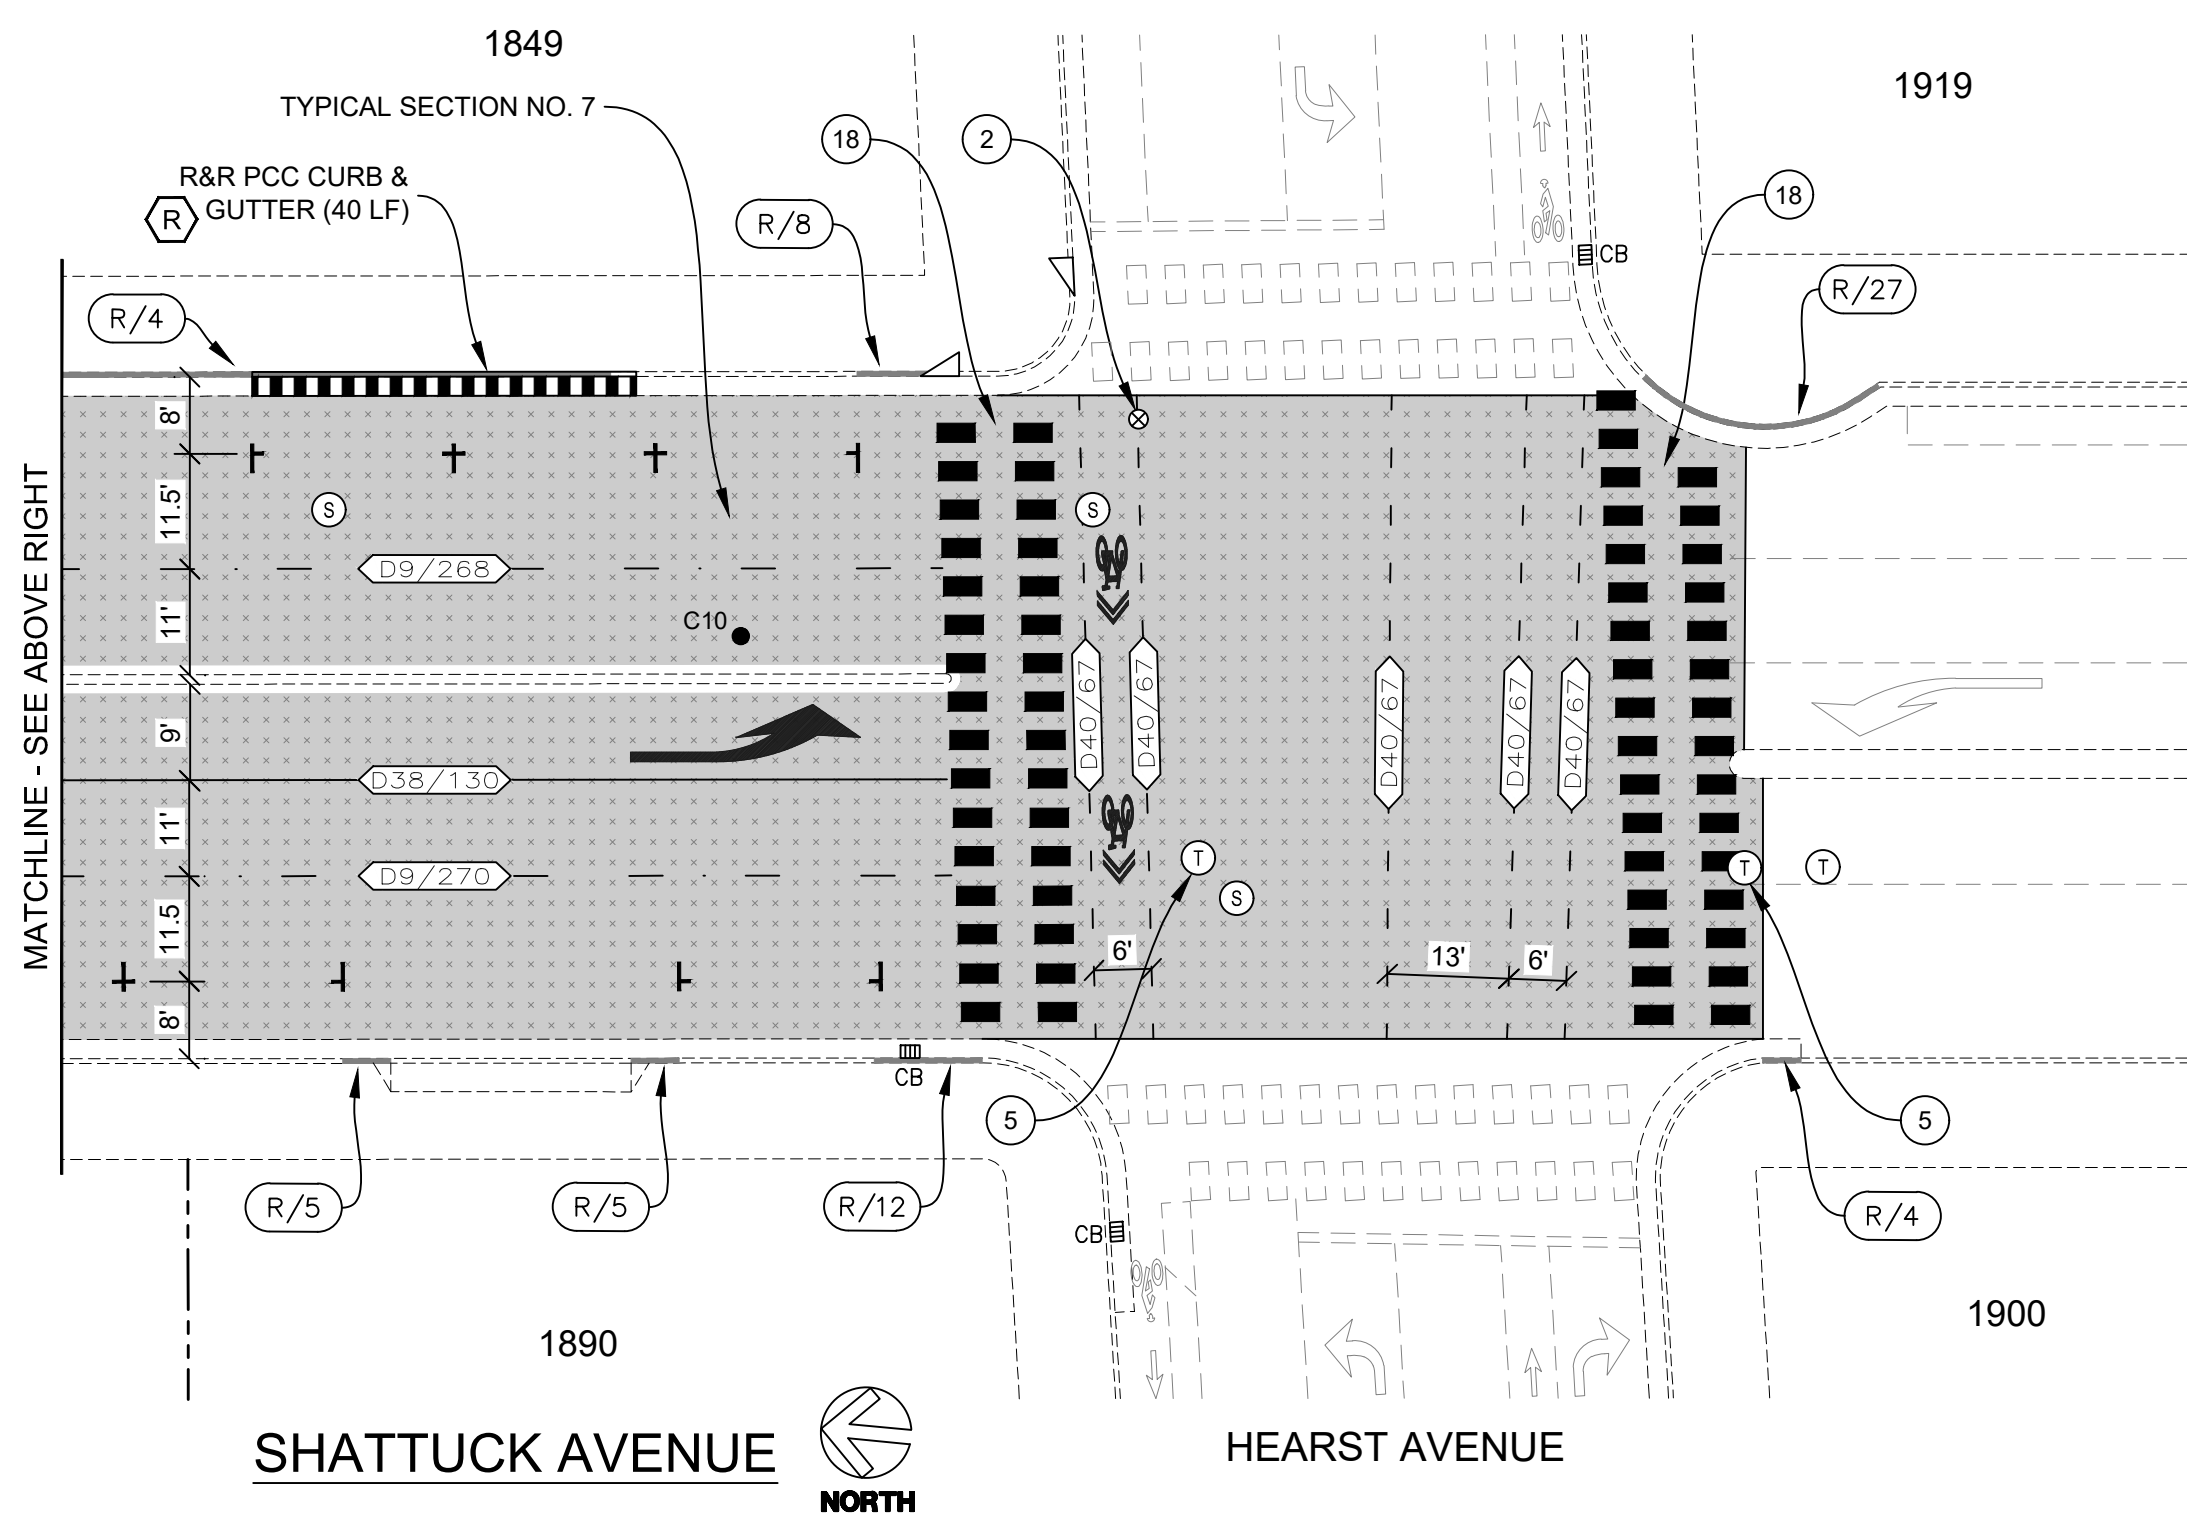 1849
1919
TYPICAL SECTION NO. 7
18
2
18
R&R PCC CURB &
GUTTER (40 LF)
R
R/8
CB
R/27
R/4
8'
11.5'
11'
9'
11'
11.5
8'
MATCHLINE - SEE ABOVE RIGHT
S
S
D9/268
C10
D38/130
D9/270
D40/67
D40/67
D40/67
D40/67
D40/67
T
S
T
T
6'
13'
6'
CB
5
5
R/5
R/5
R/12
CB
R/4
1890
1900
SHATTUCK AVENUE
NORTH
HEARST AVENUE